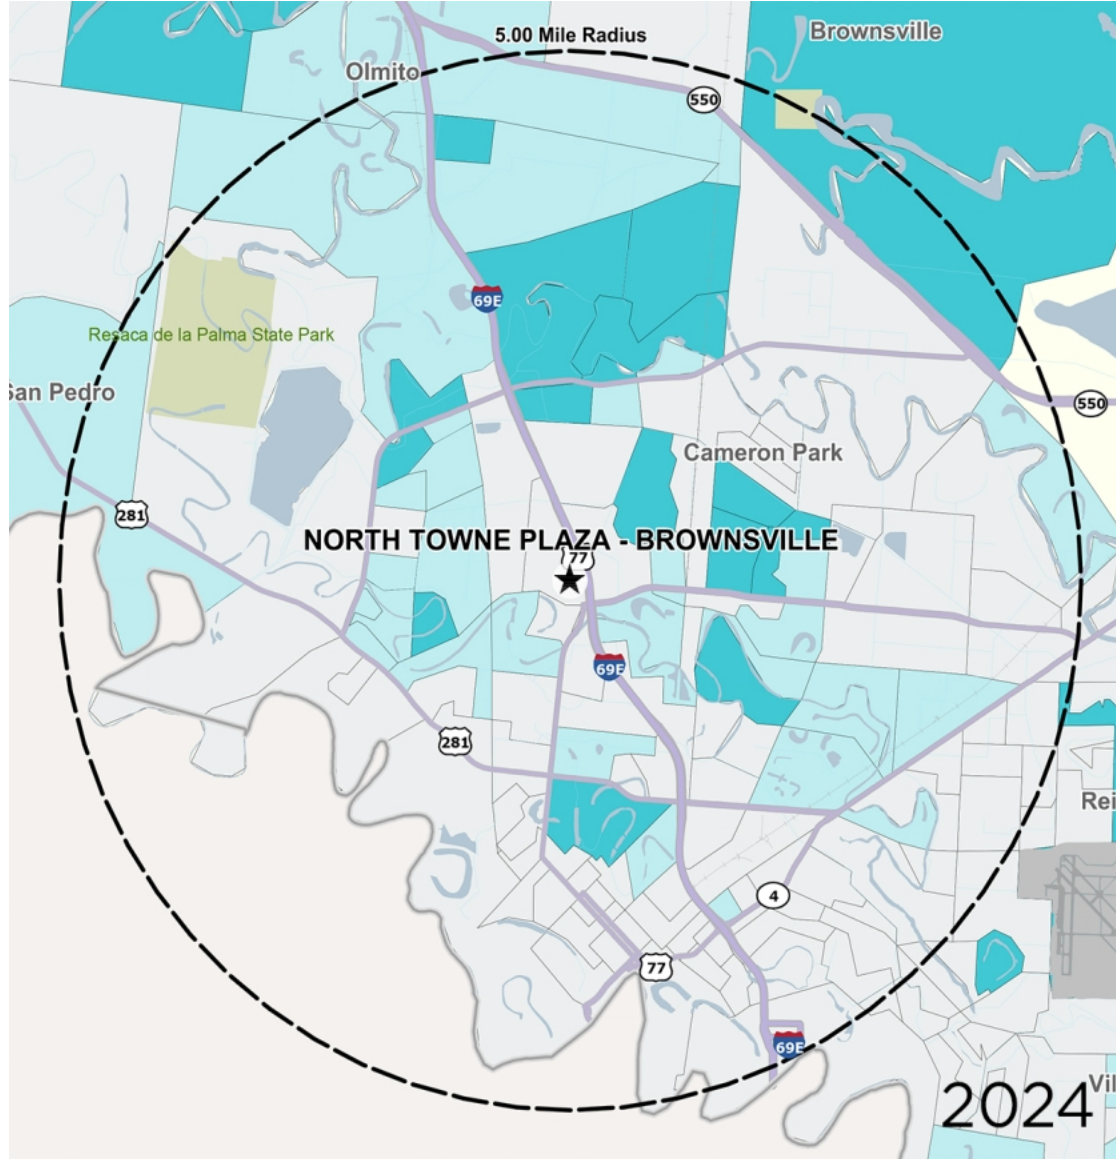 Brownsville
5.00 Mile Radius
Olmito
550
69E
Resaca de la Palma State Park
San Pedro
550
Cameron Park
281
NORTH TOWNE PLAZA - BROWNSVILLE
77
69E
281
Rei
4
77
69E
Vil
2024